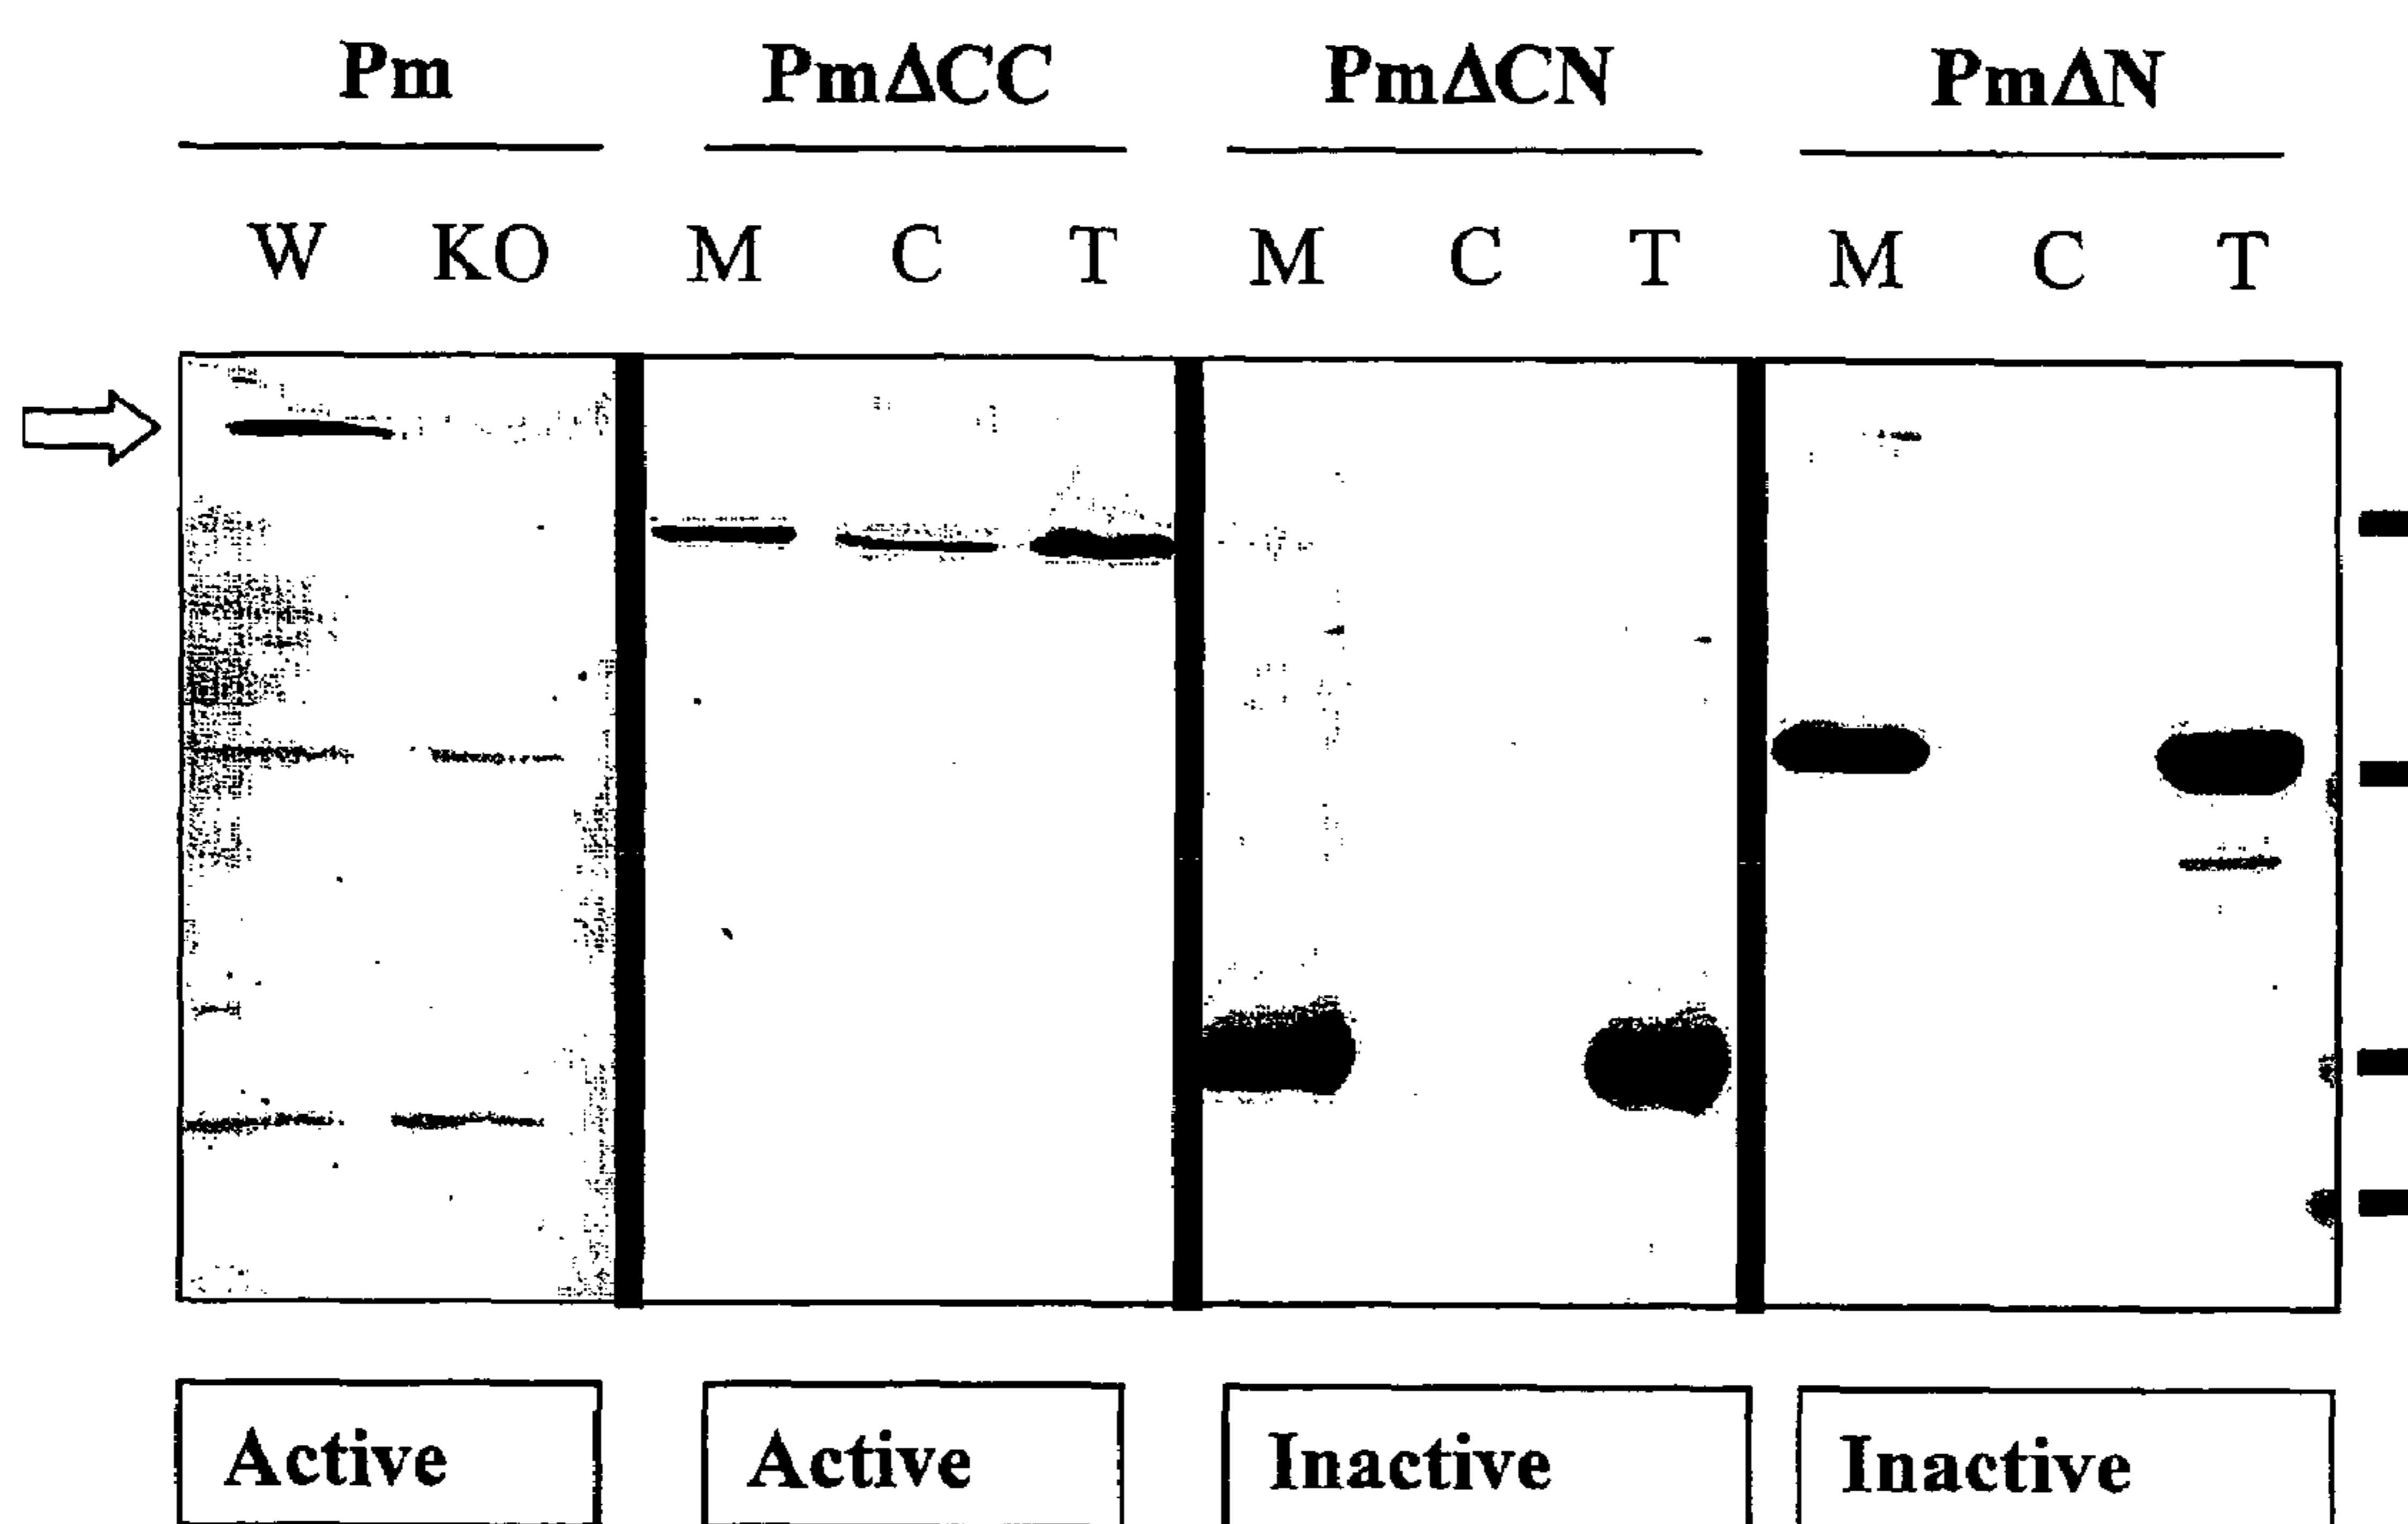 Pm PmΔCC PmΔCN PmΔN
W KO M C T M C T M C T
Active Active Inactive Inactive